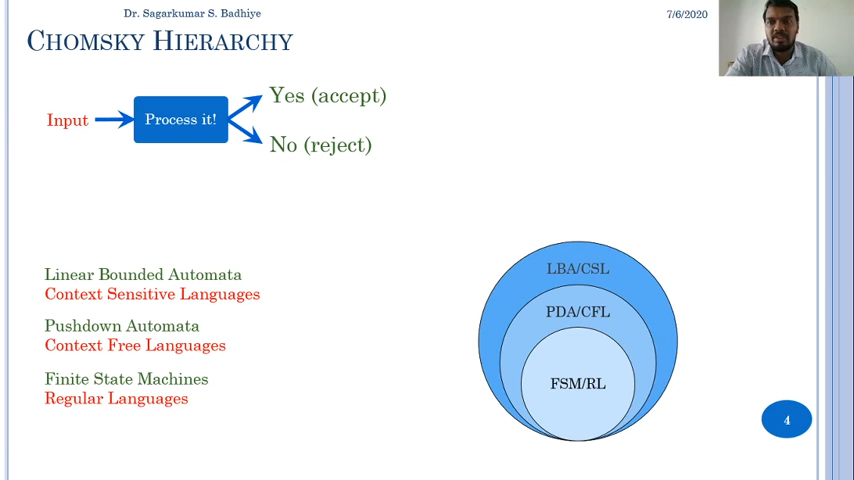 Dr. Sagarkumar S. Badhiye
7/6/2020
CHOMSKY HIERARCHY
Input
Process it!
Yes (accept)
No (reject)
Linear Bounded Automata
Context Sensitive Languages
Pushdown Automata
Context Free Languages
Finite State Machines
Regular Languages
LBA/CSL
PDA/CFL
FSM/RL
4